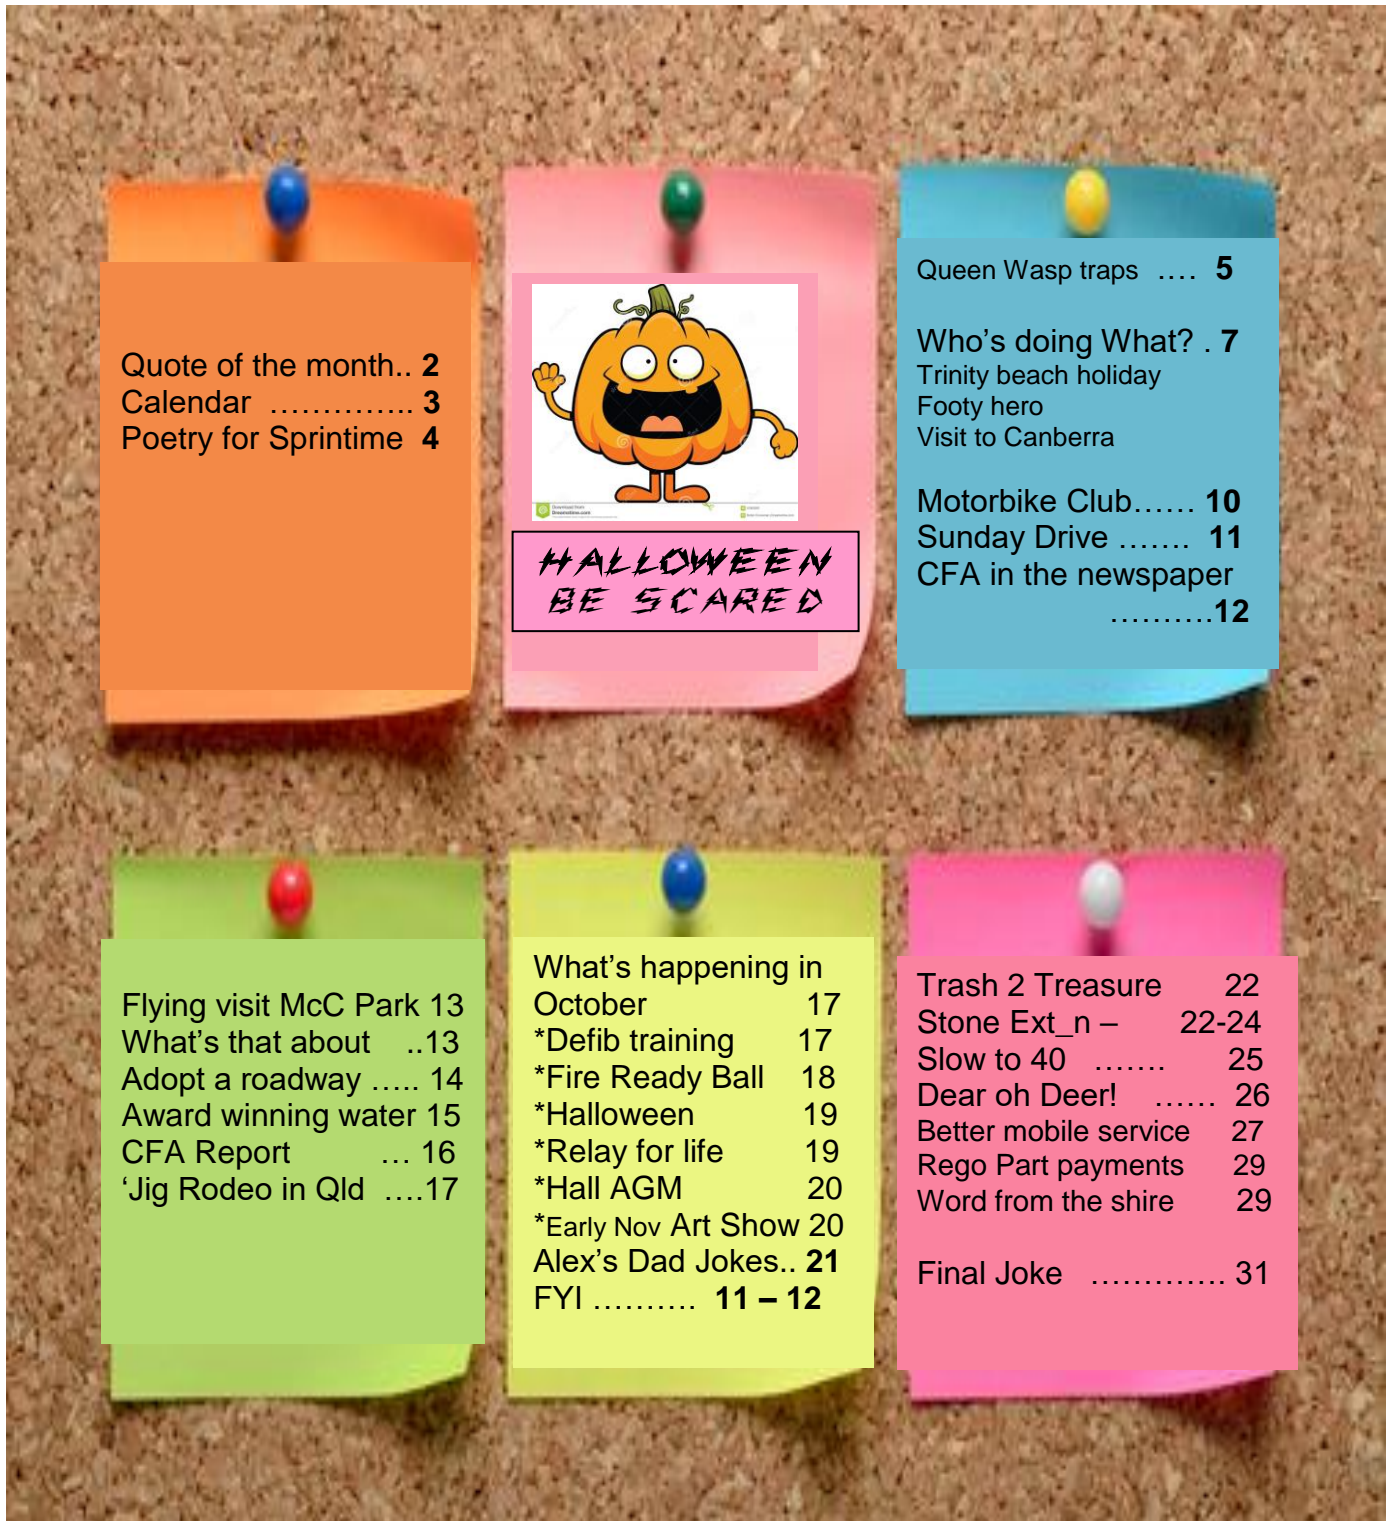 Quote of the month.. 2
Calendar ………….. 3
Poetry for Sprintime 4
Download from
Dreamstime.com
HALLOWEEN
BE SCARED
Queen Wasp traps …. 5
Who’s doing What? . 7
Trinity beach holiday
Footy hero
Visit to Canberra
Motorbike Club…… 10
Sunday Drive ……. 11
CFA in the newspaper
……….12
Flying visit McC Park 13
What’s that about ..13
Adopt a roadway ….. 14
Award winning water 15
CFA Report … 16
‘Jig Rodeo in Qld ….17
What’s happening in
October 17
*Defib training 17
*Fire Ready Ball 18
*Halloween 19
*Relay for life 19
*Hall AGM 20
*Early Nov Art Show 20
Alex’s Dad Jokes.. 21
FYI ………. 11 – 12
Trash 2 Treasure 22
Stone Ext_n – 22-24
Slow to 40 ……. 25
Dear oh Deer! …… 26
Better mobile service 27
Rego Part payments 29
Word from the shire 29
Final Joke …………. 31